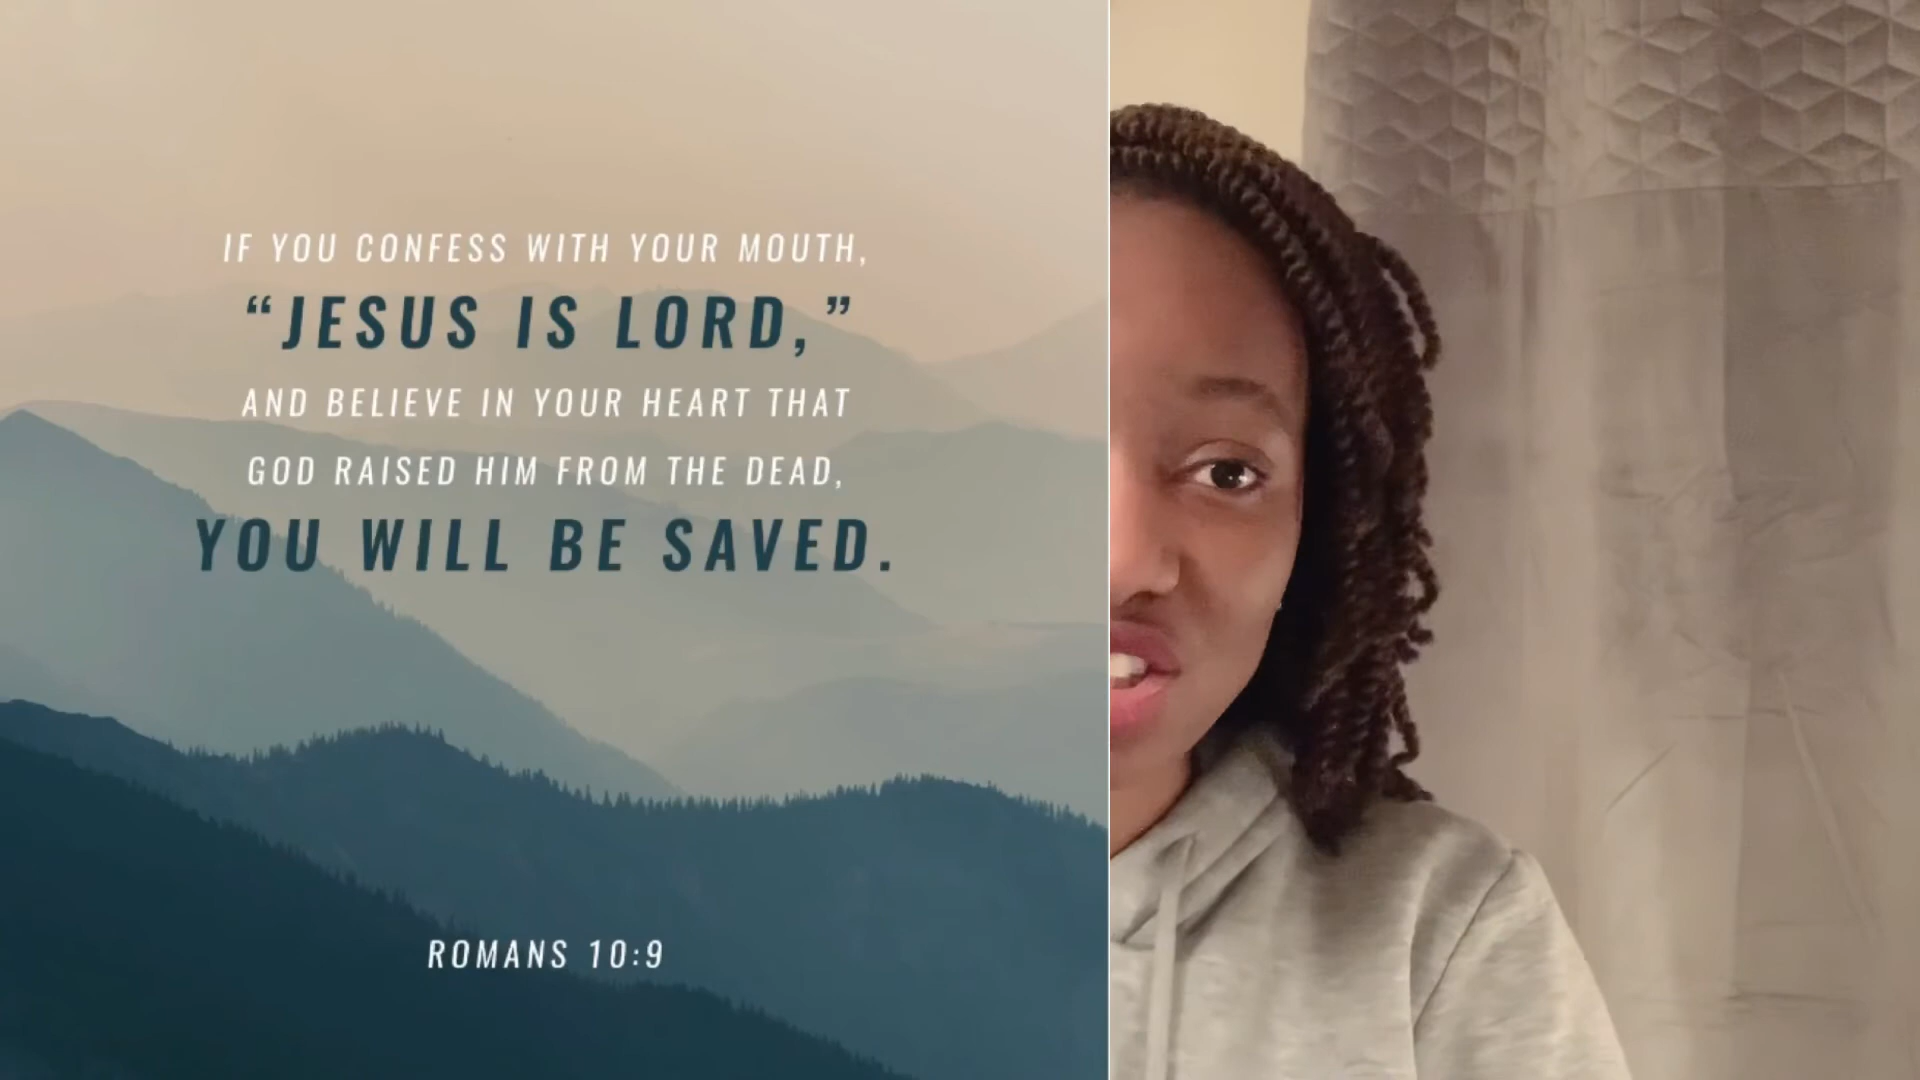 IF YOU CONFESS WITH YOUR MOUTH,
“JESUS IS LORD,”
AND BELIEVE IN YOUR HEART THAT
GOD RAISED HIM FROM THE DEAD,
YOU WILL BE SAVED.
ROMANS 10:9